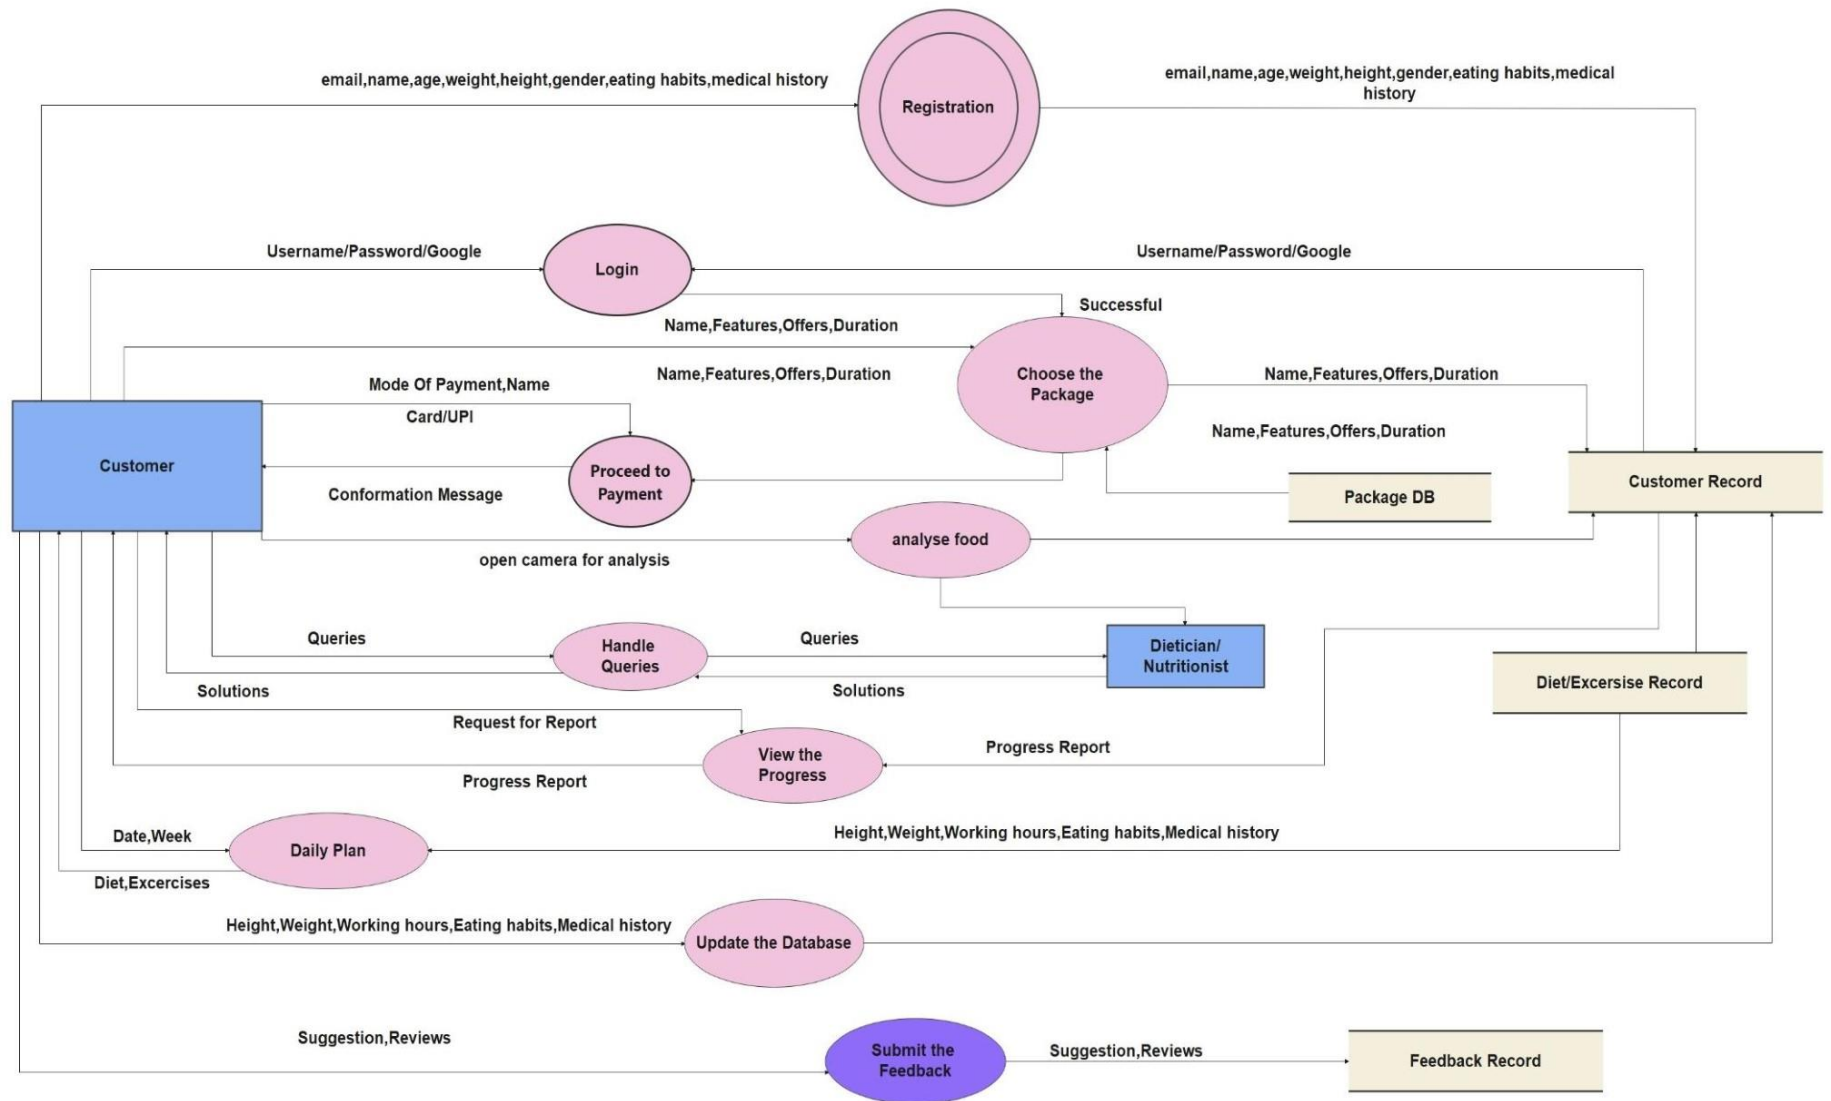 email,name,age,weight,height,gender,eating habits,medical history
email,name,age,weight,height,gender,eating habits,medical
history
Registration
Username/Password/Google
Login
Username/Password/Google
Successful
Name,Features,Offers,Duration
Name,Features,Offers,Duration
Choose the
Package
Name,Features,Offers,Duration
Mode Of Payment,Name
Card/UPI
Name,Features,Offers,Duration
Customer
Proceed to
Payment
Conformation Message
Package DB
Customer Record
analyse food
open camera for analysis
Queries
Handle
Queries
Queries
Dietician/
Nutritionist
Solutions
Solutions
Diet/Excersise Record
Request for Report
View the
Progress
Progress Report
Progress Report
Date,Week
Daily Plan
Height,Weight,Working hours,Eating habits,Medical history
Diet,Excercises
Height,Weight,Working hours,Eating habits,Medical history
Update the Database
Suggestion,Reviews
Submit the
Feedback
Suggestion,Reviews
Feedback Record